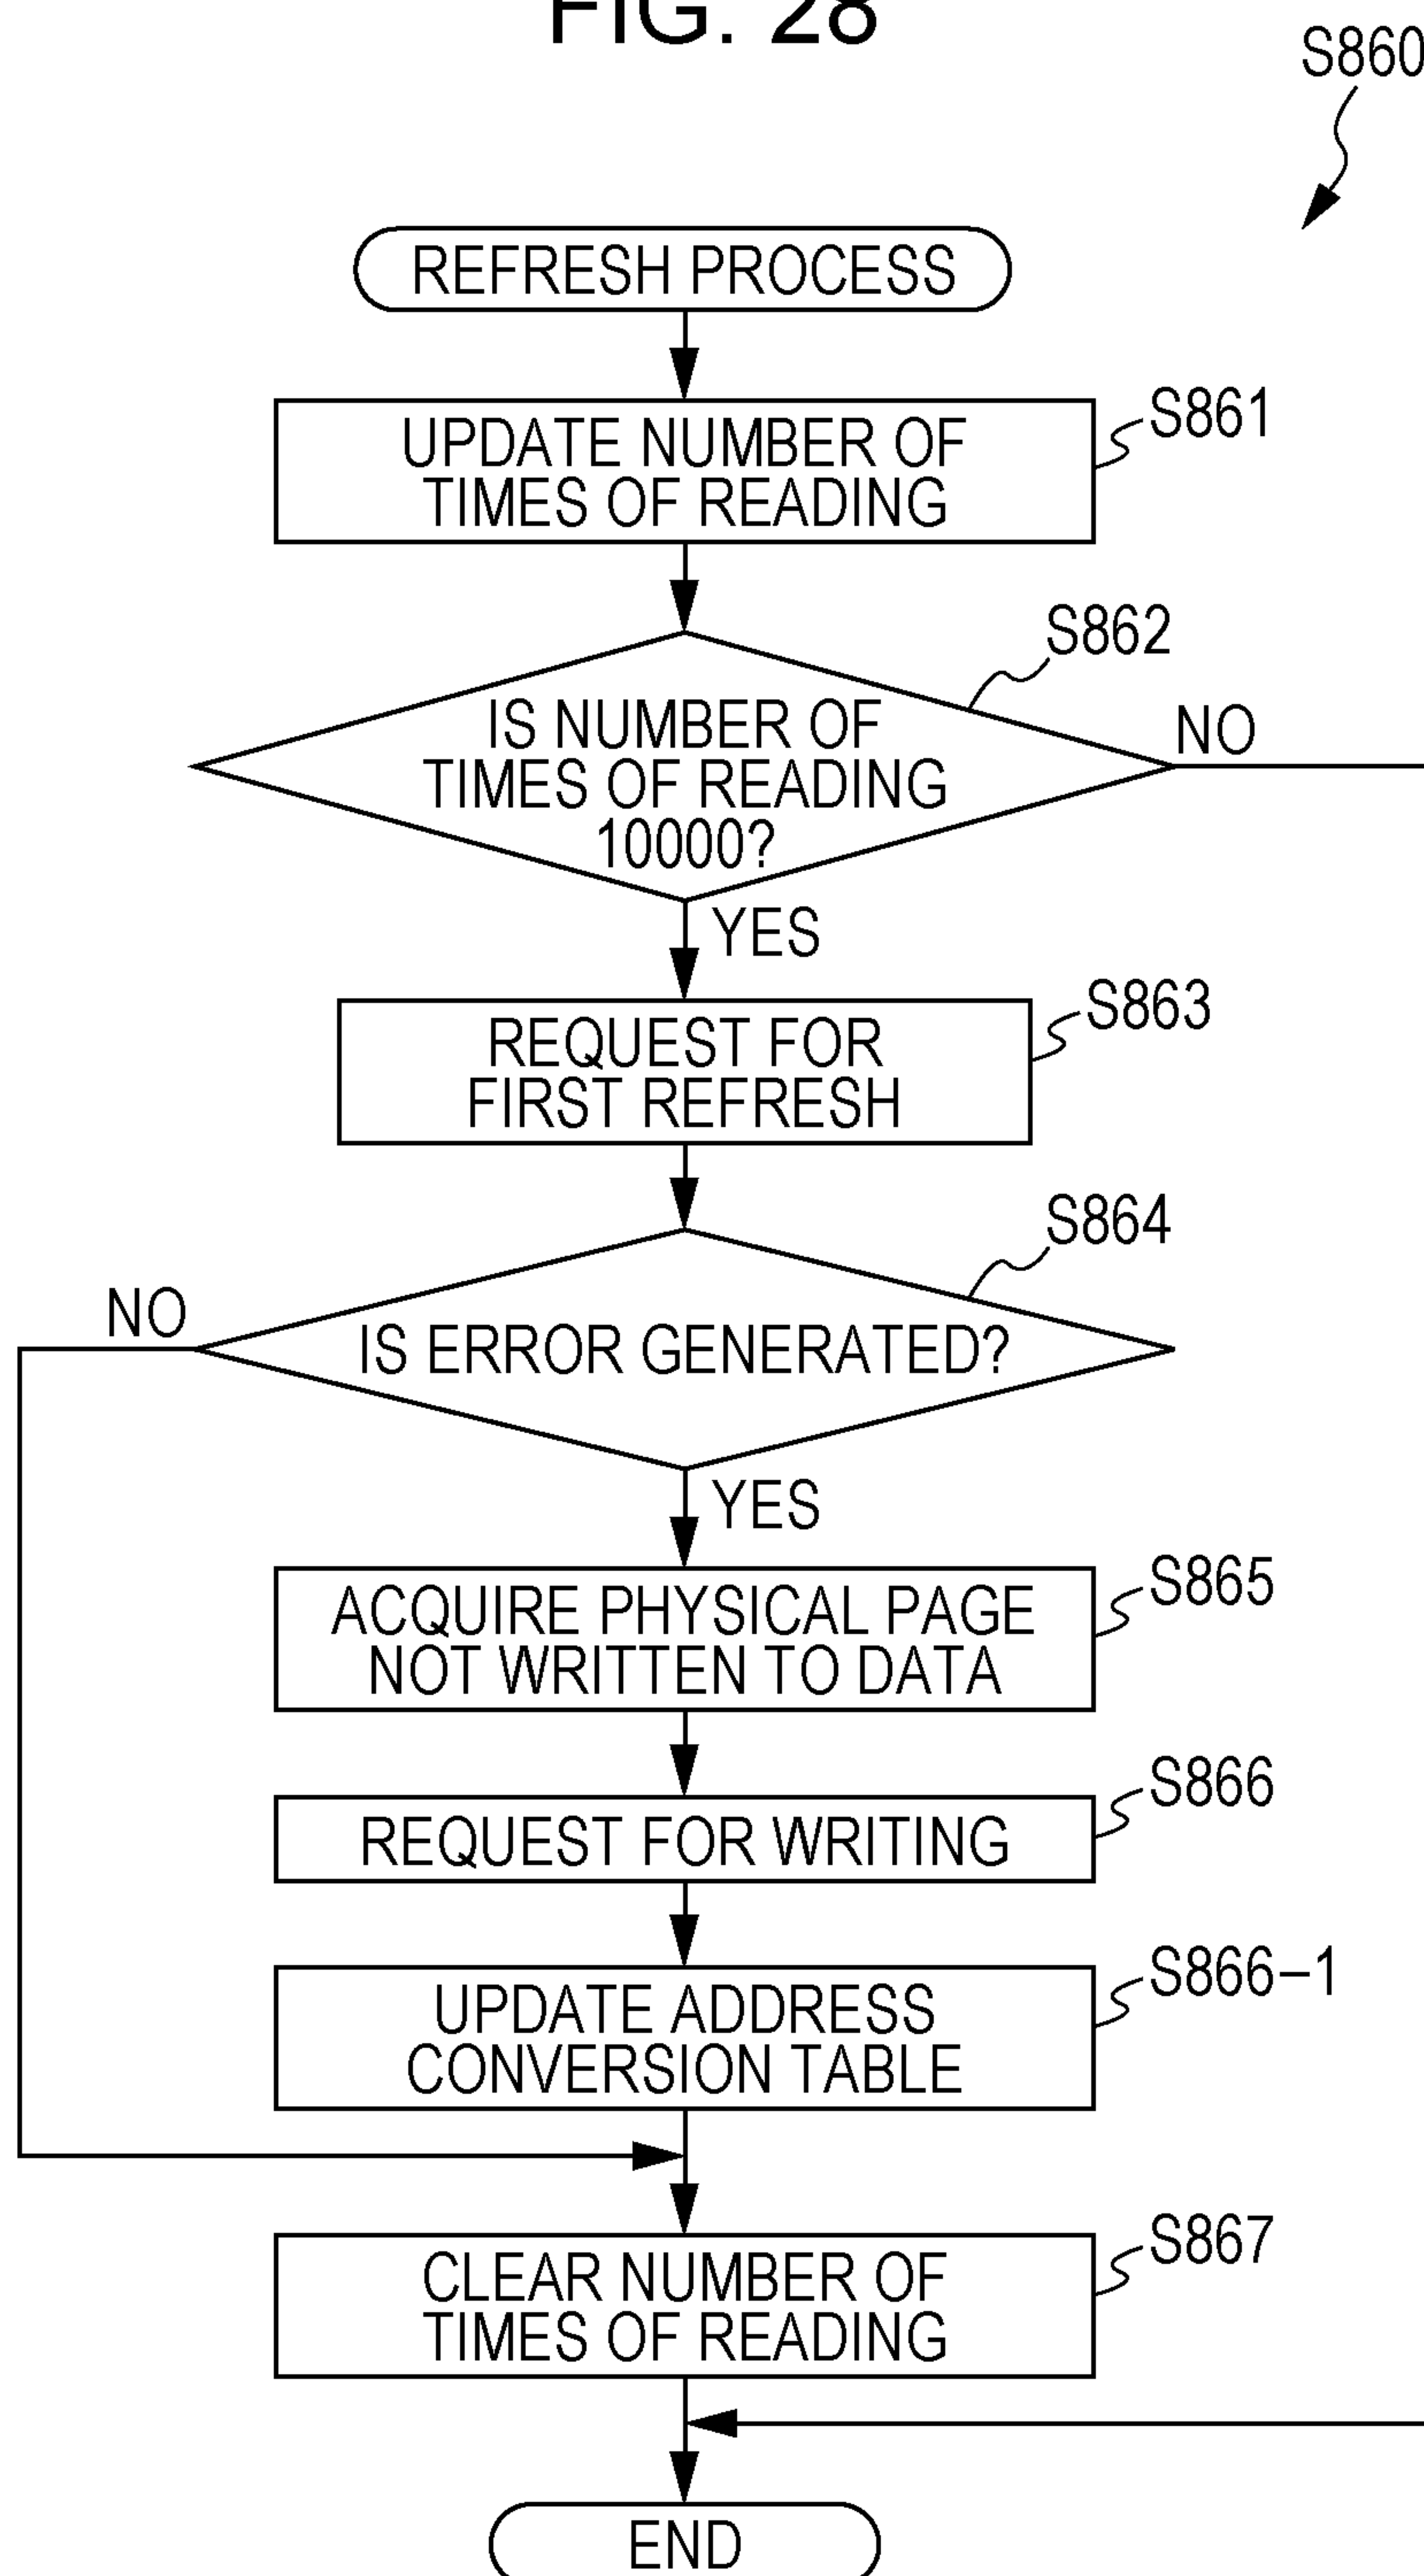 FIG. 28
S860
REFRESH PROCESS
UPDATE NUMBER OF
TIMES OF READING
S861
S862
IS NUMBER OF
TIMES OF READING
10000?
NO
YES
REQUEST FOR
FIRST REFRESH
S863
S864
NO
IS ERROR GENERATED?
YES
ACQUIRE PHYSICAL PAGE
NOT WRITTEN TO DATA
S865
REQUEST FOR WRITING
S866
UPDATE ADDRESS
CONVERSION TABLE
S866-1
CLEAR NUMBER OF
TIMES OF READING
S867
END